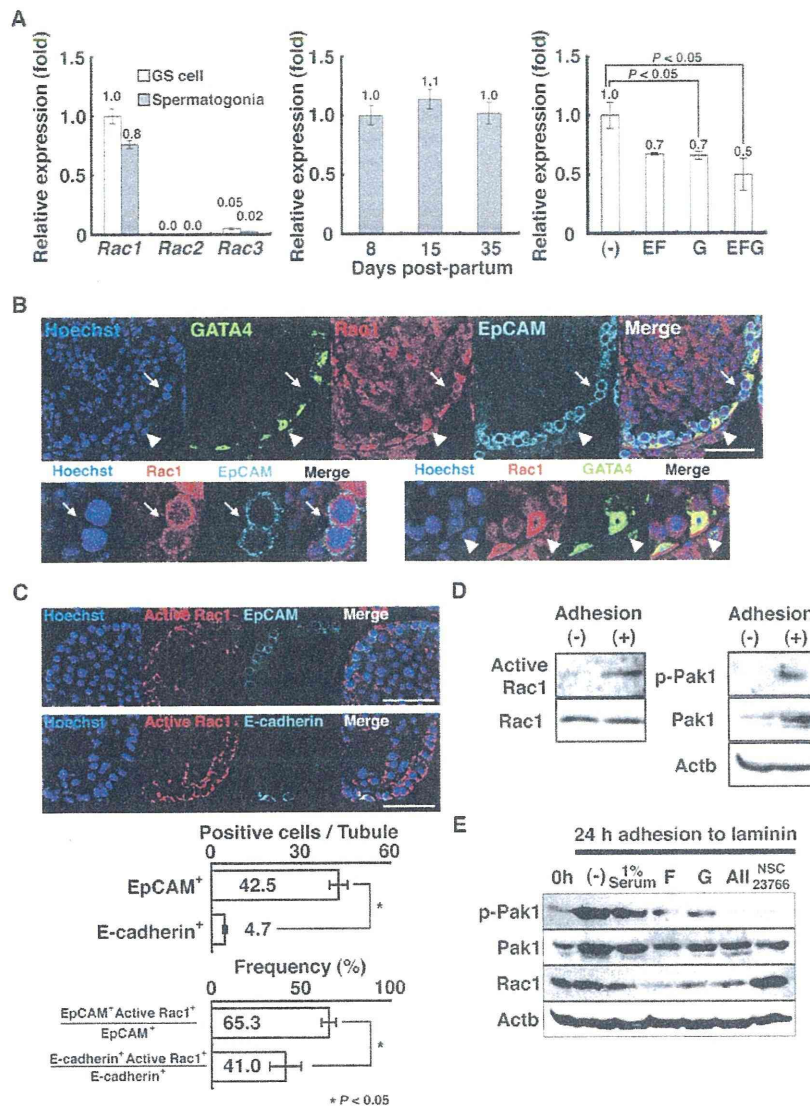 A
Relative expression (fold)
1.5
1.0
0.5
0
GS cell
Spermatogonia
1.0
0.8
0.0 0.0
0.05
0.02
Rac1 Rac2 Rac3
Relative expression (fold)
1.5
1.0
0.5
0
1.0
1.1
1.0
8 15 35
Days post-partum
Relative expression (fold)
1.5
1.0
0.5
0
P < 0.05
P < 0.05
1.0
0.7
0.7
0.5
(-) EF G EFG
B
Hoechst GATA4 Rac1 EpCAM Merge
Hoechst Rac1 EpCAM Merge
Hoechst Rac1 GATA4 Merge
C
Hoechst Active Rac1 EpCAM Merge
Hoechst Active Rac1 E-cadherin Merge
Positive cells / Tubule
0 30 60
EpCAM+ 42.5
*
E-cadherin+ 4.7
Frequency (%)
0 50 100
EpCAM+ Active Rac1+
EpCAM+
65.3
*
E-cadherin+ Active Rac1+
E-cadherin+
41.0
* P < 0.05
D
Adhesion
(-) (+)
Active
Rac1
Rac1
Adhesion
(-) (+)
p-Pak1
Pak1
Actb
E
24 h adhesion to laminin
0h (-) 1% Serum F G All NSC 23766
p-Pak1
Pak1
Rac1
Actb